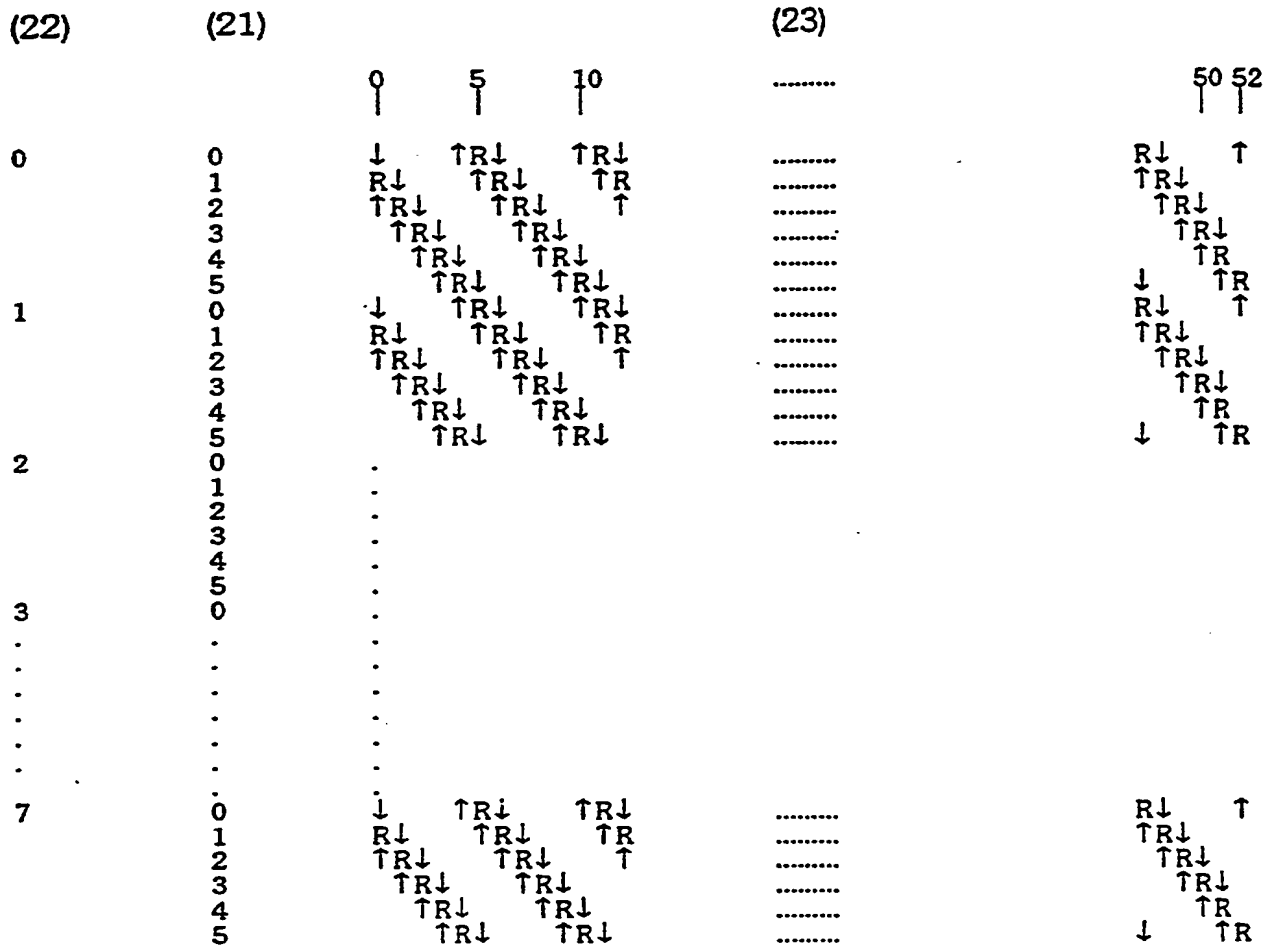 (22) (21) (23)
0 5 10 ......... 50 52
0 0 ↓ ↑R↓ ↑R↓ ......... R↓ ↑
1 R↓ ↑R↓ ↑R ......... ↑R↓
2 ↑R↓ ↑R↓ ↑ ......... ↑R↓
3 ↑R↓ ↑R↓ ......... ↑R↓
4 ↑R↓ ↑R↓ ......... ↑R
5 ↑R↓ ↑R↓ ......... ↓ ↑R
1 0 ↓ ↑R↓ ↑R↓ ......... R↓ ↑
1 R↓ ↑R↓ ↑R ......... ↑R↓
2 ↑R↓ ↑R↓ ↑ ......... ↑R↓
3 ↑R↓ ↑R↓ ......... ↑R↓
4 ↑R↓ ↑R↓ ......... ↑R
5 ↑R↓ ↑R↓ ......... ↓ ↑R
2 0 .
1 .
2 .
3 .
4 .
5 .
3 0 .
. . .
. . .
. . .
. . .
. . .
. . .
. .
7 0 ↓ ↑R↓ ↑R↓ ......... R↓ ↑
1 R↓ ↑R↓ ↑R ......... ↑R↓
2 ↑R↓ ↑R↓ ↑ ......... ↑R↓
3 ↑R↓ ↑R↓ ......... ↑R↓
4 ↑R↓ ↑R↓ ......... ↑R
5 ↑R↓ ↑R↓ ......... ↓ ↑R